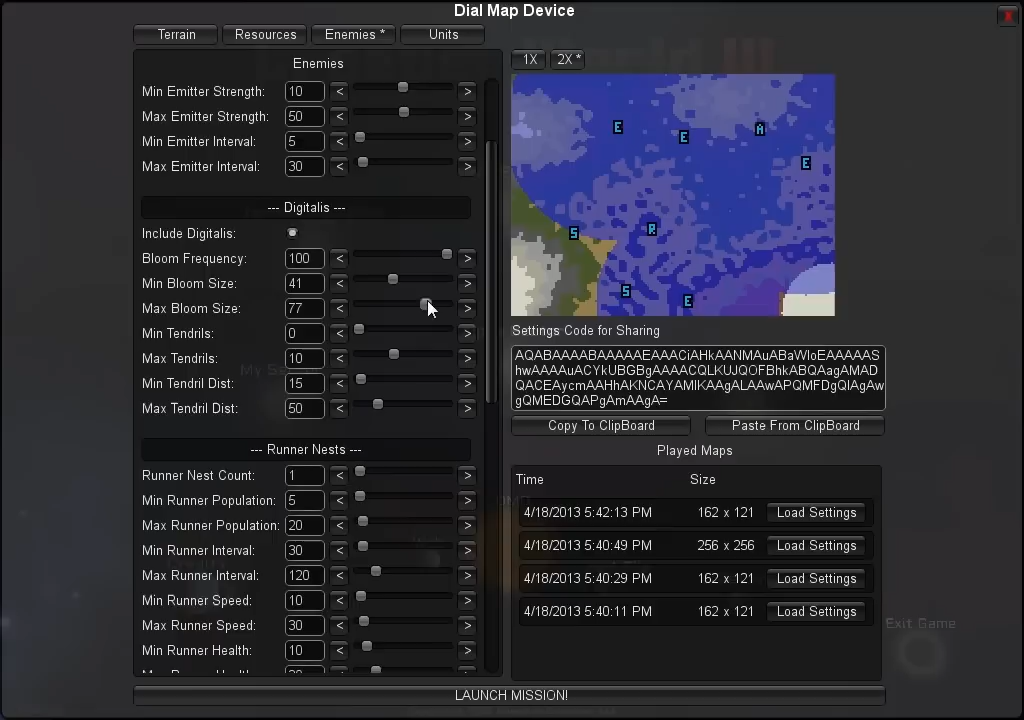 Dial Map Device
X
Terrain
Resources
Enemies *
Units
Enemies
Min Emitter Strength: 10 < >
Max Emitter Strength: 50 < >
Min Emitter Interval: 5 < >
Max Emitter Interval: 30 < >
--- Digitalis ---
Include Digitalis:
Bloom Frequency: 100 < >
Min Bloom Size: 41 < >
Max Bloom Size: 77 < >
Min Tendrils: 0 < >
Max Tendrils: 10 < >
Min Tendril Dist: 15 < >
Max Tendril Dist: 50 < >
--- Runner Nests ---
Runner Nest Count: 1 < >
Min Runner Population: 5 < >
Max Runner Population: 20 < >
Min Runner Interval: 30 < >
Max Runner Interval: 120 < >
Min Runner Speed: 10 < >
Max Runner Speed: 30 < >
Min Runner Health: 10 < >
1X
2X *
E
E
A
E
S
R
S
E
Settings Code for Sharing
AQABAAAABAAAAAEAAACiAHkAANMAuABaWloEAAAAAS
hwAAAAuACYkUBGBgAAAACQLKUJQOFBhkABQAagAMAD
QACEAycmAAHhAKNCAYAMIKAAgALAAwAPQMFDgQIAgAw
gQMEDGQAPgAmAAgA=
Copy To ClipBoard
Paste From ClipBoard
Played Maps
Time Size
4/18/2013 5:42:13 PM 162 x 121 Load Settings
4/18/2013 5:40:49 PM 256 x 256 Load Settings
4/18/2013 5:40:29 PM 162 x 121 Load Settings
4/18/2013 5:40:11 PM 162 x 121 Load Settings
Exit Game
LAUNCH MISSION!